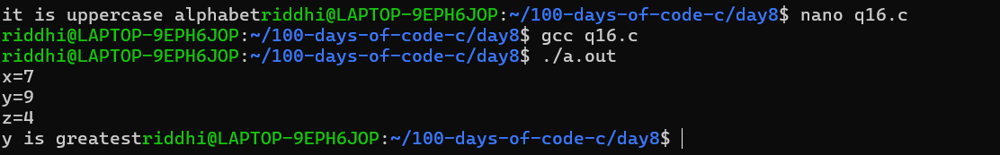 it is uppercase alphabetriddhi@LAPTOP-9EPH6JOP:~/100-days-of-code-c/day8$ nano q16.c
riddhi@LAPTOP-9EPH6JOP:~/100-days-of-code-c/day8$ gcc q16.c
riddhi@LAPTOP-9EPH6JOP:~/100-days-of-code-c/day8$ ./a.out
x=7
y=9
z=4
y is greatestriddhi@LAPTOP-9EPH6JOP:~/100-days-of-code-c/day8$